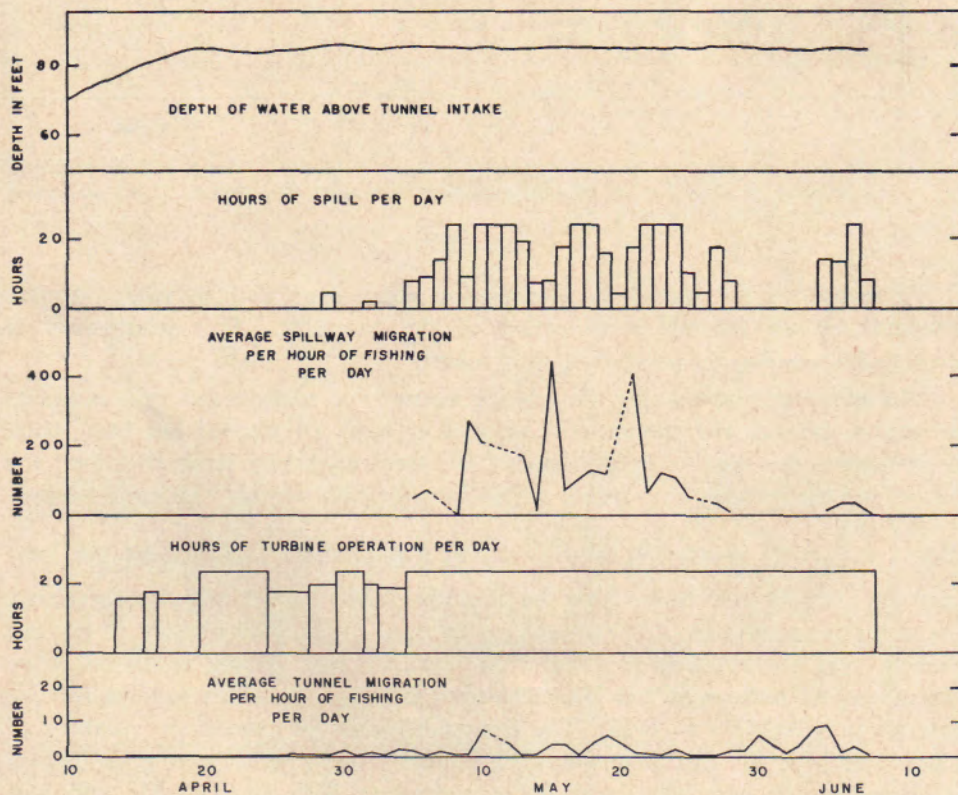 DEPTH IN FEET
80
60
DEPTH OF WATER ABOVE TUNNEL INTAKE
HOURS OF SPILL PER DAY
HOURS
20
0
AVERAGE SPILLWAY MIGRATION
PER HOUR OF FISHING
PER DAY
NUMBER
400
200
0
HOURS OF TURBINE OPERATION PER DAY
HOURS
20
0
AVERAGE TUNNEL MIGRATION
PER HOUR OF FISHING
PER DAY
NUMBER
20
10
0
10 20 30 10 20 30 10
APRIL MAY JUNE